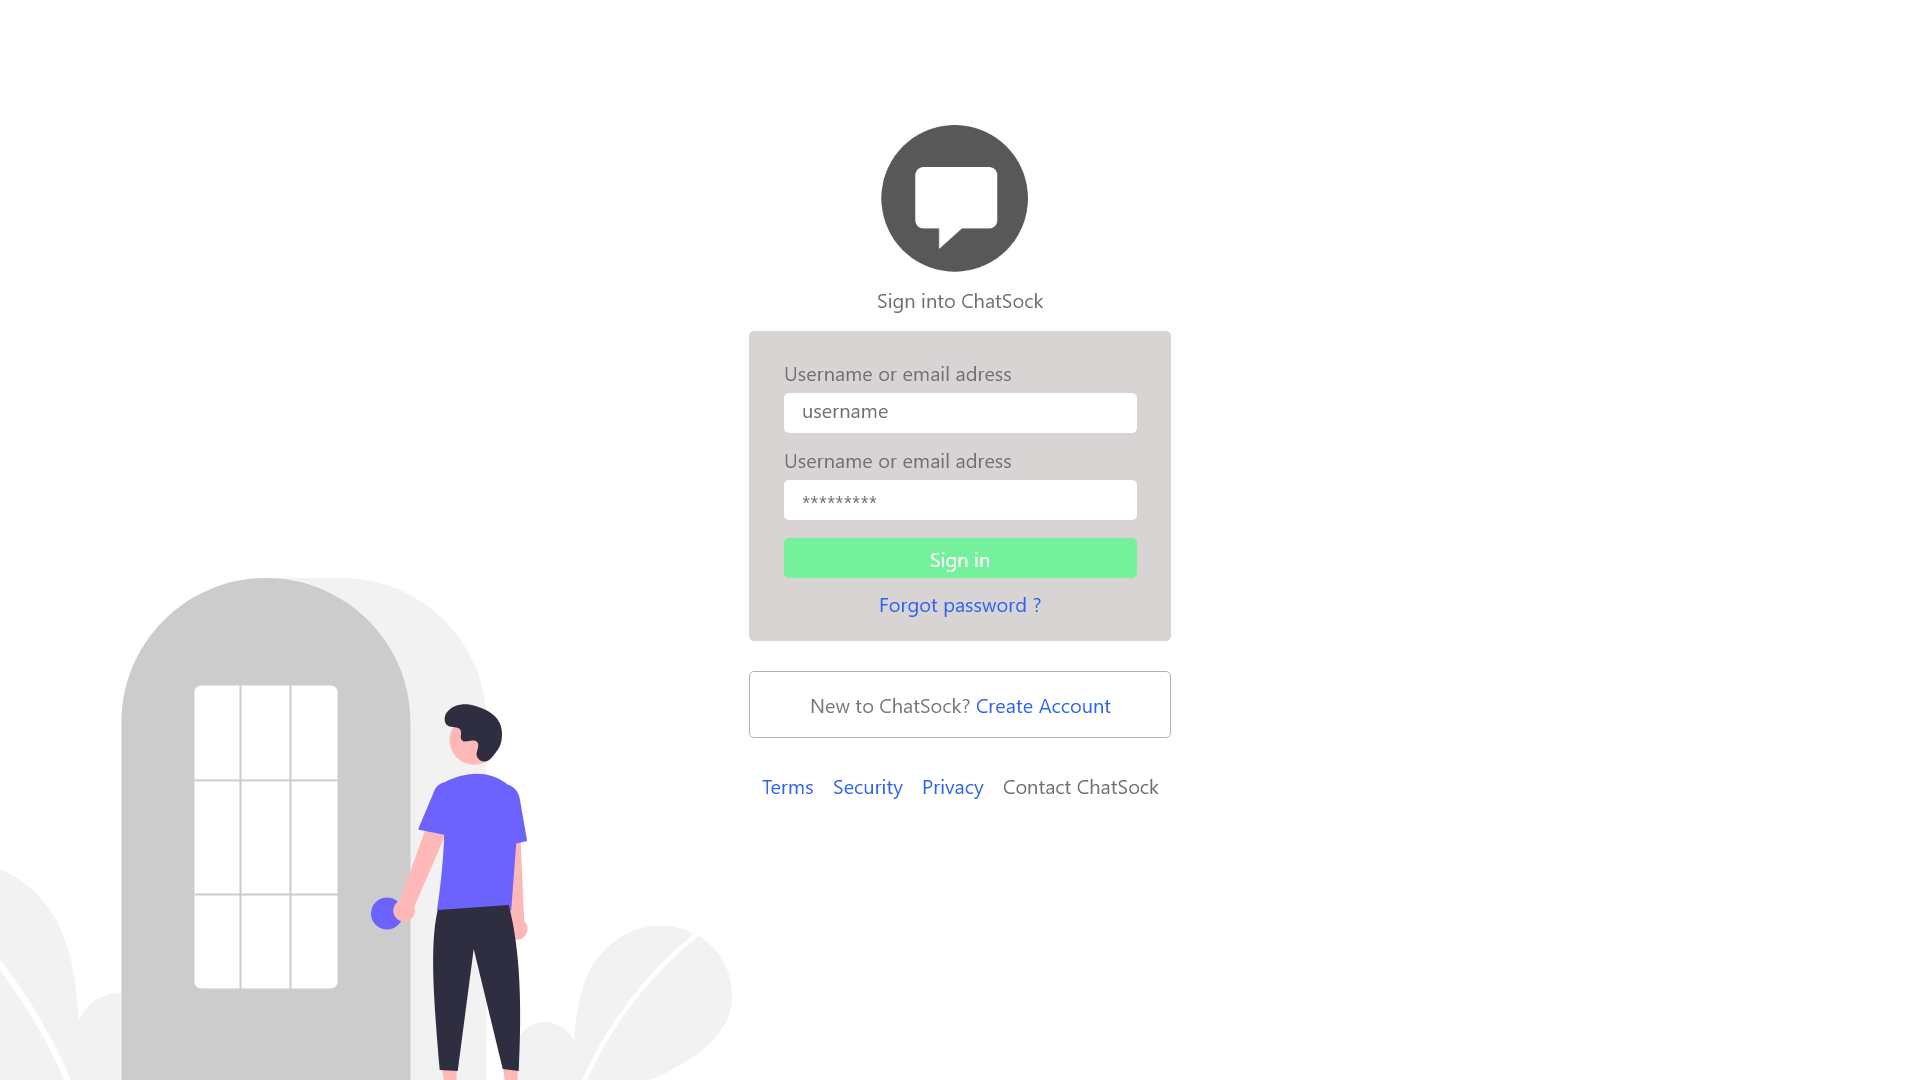 Sign into ChatSock
Username or email adress
username
Username or email adress
*********
Sign in
Forgot password ?
New to ChatSock? Create Account
Terms Security Privacy Contact ChatSock